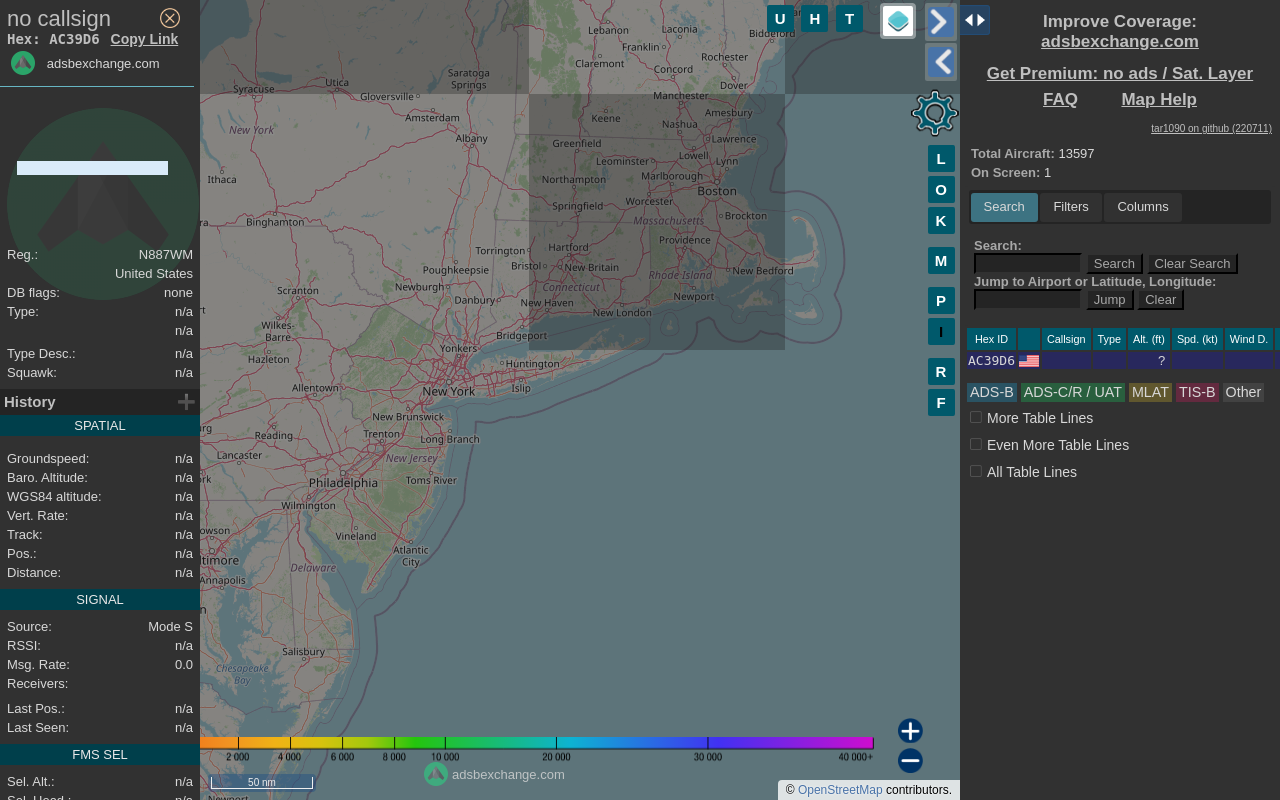 no callsign
Hex: AC39D6 Copy Link
adsbexchange.com
Reg.: N887WM
United States
DB flags: none
Type: n/a
n/a
Type Desc.: n/a
Squawk: n/a
History
SPATIAL
Groundspeed: n/a
Baro. Altitude: n/a
WGS84 altitude: n/a
Vert. Rate: n/a
Track: n/a
Pos.: n/a
Distance: n/a
SIGNAL
Source: Mode S
RSSI: n/a
Msg. Rate: 0.0
Receivers:
Last Pos.: n/a
Last Seen: n/a
FMS SEL
Sel. Alt.: n/a
Sel. Head.: n/a
U H T
L
O
K
M
P
I
R
F
Lebanon
Laconia
Biddeford
Franklin
Claremont
Rochester
Concord
Utica
Saratoga
Springs
Syracuse
Gloversville
Dover
Manchester
Amsterdam
Keene
Amesbury
New York
Albany
Nashua
Greenfield
Lawrence
Leominster
Lowell
Lynn
Ithaca
Northampton
Marlborough
Boston
Worcester
Springfield
Binghamton
Massachusetts
Brockton
Torrington
Hartford
Providence
Poughkeepsie
Bristol
New Britain
Rhode Island
New Bedford
Scranton
Newburgh
Connecticut
Danbury
New Haven
Newport
New London
Wilkes-
Barre
Bridgeport
Yonkers
Hazleton
Huntington
Allentown
New York
Islip
New Brunswick
Reading
Trenton
Long Branch
Lancaster
New Jersey
Philadelphia
Toms River
Wilmington
Vineland
Atlantic
City
Delaware
Annapolis
Salisbury
Chesapeake
Bay
2 000 4 000 6 000 8 000 10 000 20 000 30 000 40 000+
adsbexchange.com
50 nm
© OpenStreetMap contributors.
Improve Coverage:
adsbexchange.com
Get Premium: no ads / Sat. Layer
FAQ Map Help
tar1090 on github (220711)
Total Aircraft: 13597
On Screen: 1
Search Filters Columns
Search:
Search Clear Search
Jump to Airport or Latitude, Longitude:
Jump Clear
Hex ID Callsign Type Alt. (ft) Spd. (kt) Wind D.
AC39D6 ?
ADS-B ADS-C/R / UAT MLAT TIS-B Other
More Table Lines
Even More Table Lines
All Table Lines